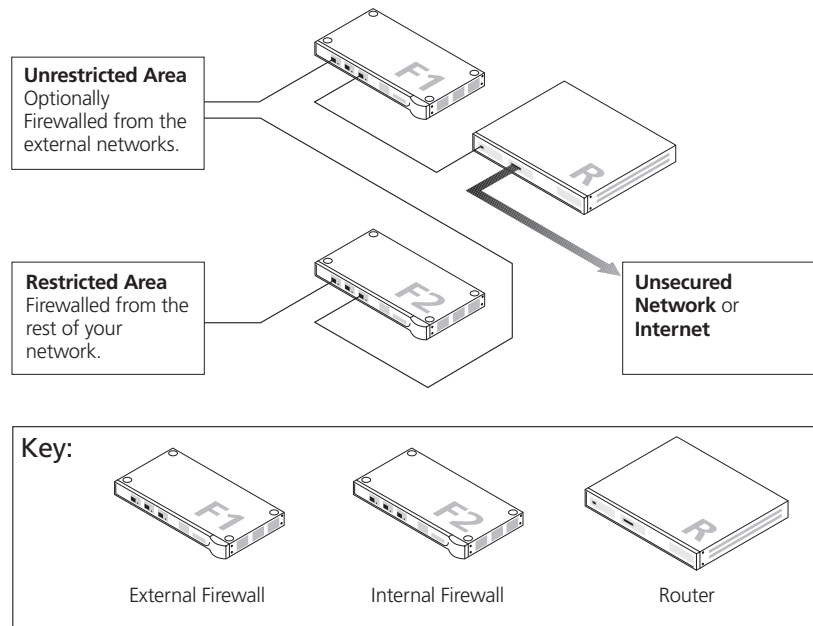 F1
Unrestricted Area
Optionally
Firewalled from the
external networks.
R
Restricted Area
Firewalled from the
rest of your
network.
F2
Unsecured
Network or
Internet
Key:
F1
F2
R
External Firewall
Internal Firewall
Router